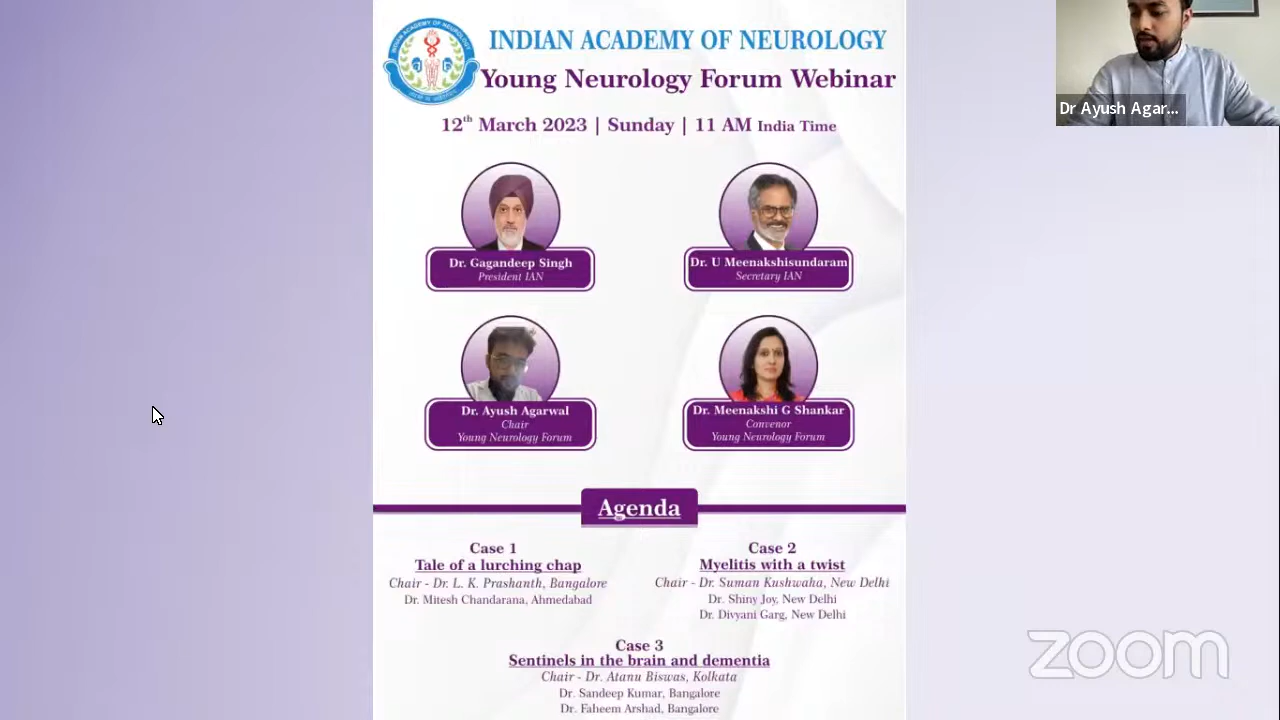 INDIAN ACADEMY OF NEUROLOGY
Young Neurology Forum Webinar
12th March 2023 | Sunday | 11 AM India Time
Dr. Gagandeep Singh
President IAN
Dr. U Meenakshisundaram
Secretary IAN
Dr. Ayush Agarwal
Chair
Young Neurology Forum
Dr. Meenakshi G Shankar
Convenor
Young Neurology Forum
Agenda
Case 1
Tale of a lurching chap
Chair - Dr. L. K. Prashanth, Bangalore
Dr. Mitesh Chandarana, Ahmedabad
Case 2
Myelitis with a twist
Chair - Dr. Suman Kushwaha, New Delhi
Dr. Shiny Joy, New Delhi
Dr. Divyani Garg, New Delhi
Case 3
Sentinels in the brain and dementia
Chair - Dr. Atanu Biswas, Kolkata
Dr. Sandeep Kumar, Bangalore
Dr. Faheem Arshad, Bangalore
Dr Ayush Agar...
zoom
INDIAN ACADEMY OF NEUROLOGY